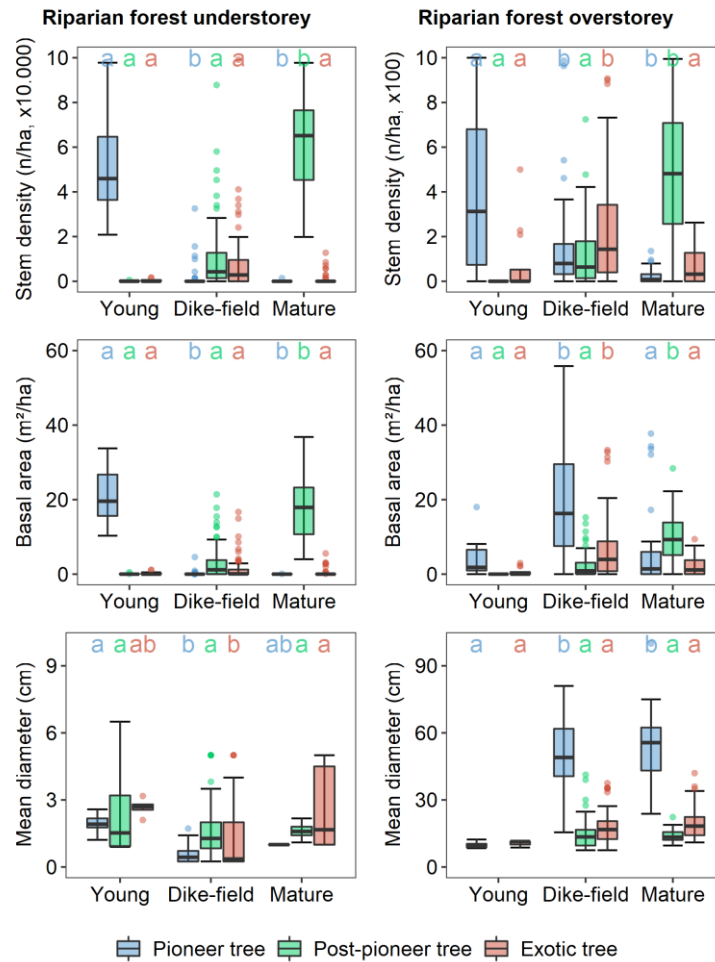 Riparian forest understorey
Riparian forest overstorey
Stem density (n/ha, x10.000)
10
8
6
4
2
0
a a a b a a b b a
Young Dike-field Mature
Stem density (n/ha, x100)
10
8
6
4
2
0
a a a b a b b b a
Young Dike-field Mature
Basal area (m²/ha)
60
40
20
0
a a a b a a b b a
Young Dike-field Mature
Basal area (m²/ha)
60
40
20
0
a a a b a b a b a
Young Dike-field Mature
Mean diameter (cm)
9
6
3
0
a a ab b a b ab a a
Young Dike-field Mature
Mean diameter (cm)
90
60
30
0
a a b a a b a a
Young Dike-field Mature
Pioneer tree Post-pioneer tree Exotic tree